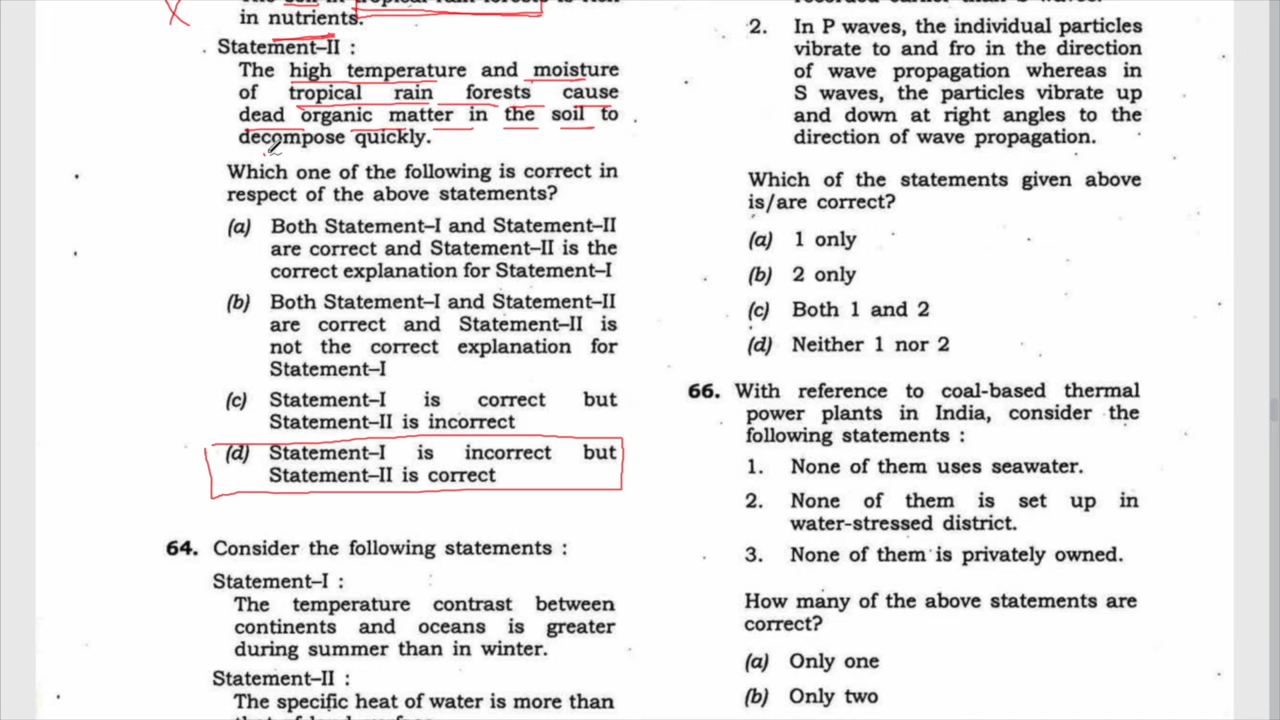 in nutrients.
Statement–II :
The high temperature and moisture
of tropical rain forests cause
dead organic matter in the soil to
decompose quickly.
Which one of the following is correct in
respect of the above statements?
(a) Both Statement–I and Statement–II
are correct and Statement–II is the
correct explanation for Statement–I
(b) Both Statement–I and Statement–II
are correct and Statement–II is
not the correct explanation for
Statement–I
(c) Statement–I is correct but
Statement–II is incorrect
(d) Statement–I is incorrect but
Statement–II is correct
64. Consider the following statements :
Statement–I :
The temperature contrast between
continents and oceans is greater
during summer than in winter.
Statement–II :
The specific heat of water is more than
2. In P waves, the individual particles
vibrate to and fro in the direction
of wave propagation whereas in
S waves, the particles vibrate up
and down at right angles to the
direction of wave propagation.
Which of the statements given above
is/are correct?
(a) 1 only
(b) 2 only
(c) Both 1 and 2
(d) Neither 1 nor 2
66. With reference to coal-based thermal
power plants in India, consider the
following statements :
1. None of them uses seawater.
2. None of them is set up in
water-stressed district.
3. None of them is privately owned.
How many of the above statements are
correct?
(a) Only one
(b) Only two